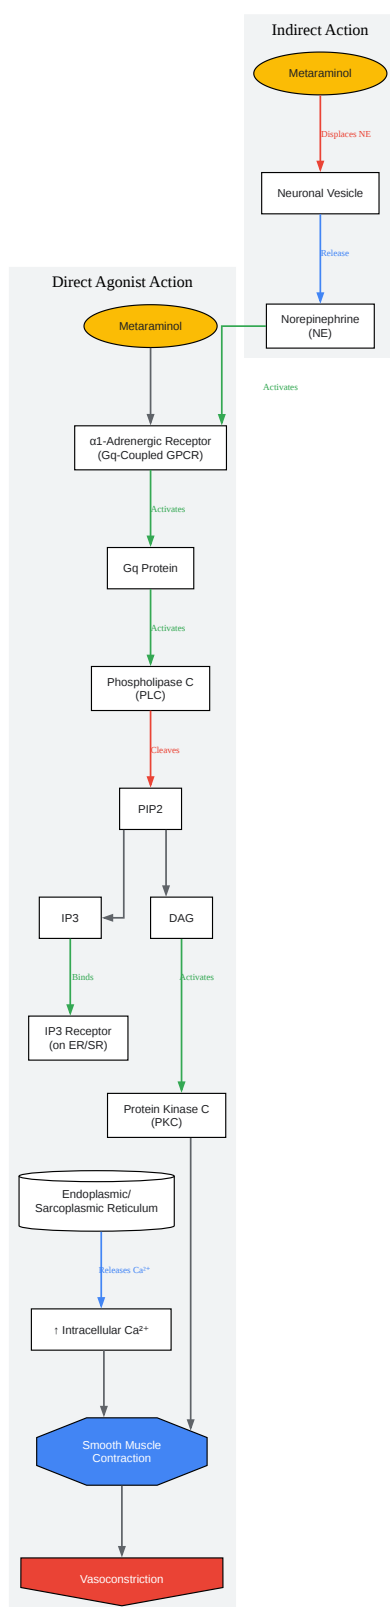 Indirect Action
Metaraminol
Displaces NE
Neuronal Vesicle
Release
Norepinephrine
(NE)
Activates
Direct Agonist Action
Metaraminol
α1-Adrenergic Receptor
(Gq-Coupled GPCR)
Activates
Gq Protein
Activates
Phospholipase C
(PLC)
Cleaves
PIP2
IP3
DAG
Binds
Activates
IP3 Receptor
(on ER/SR)
Protein Kinase C
(PKC)
Endoplasmic/
Sarcoplasmic Reticulum
Releases Ca²⁺
↑ Intracellular Ca²⁺
Smooth Muscle
Contraction
Vasoconstriction